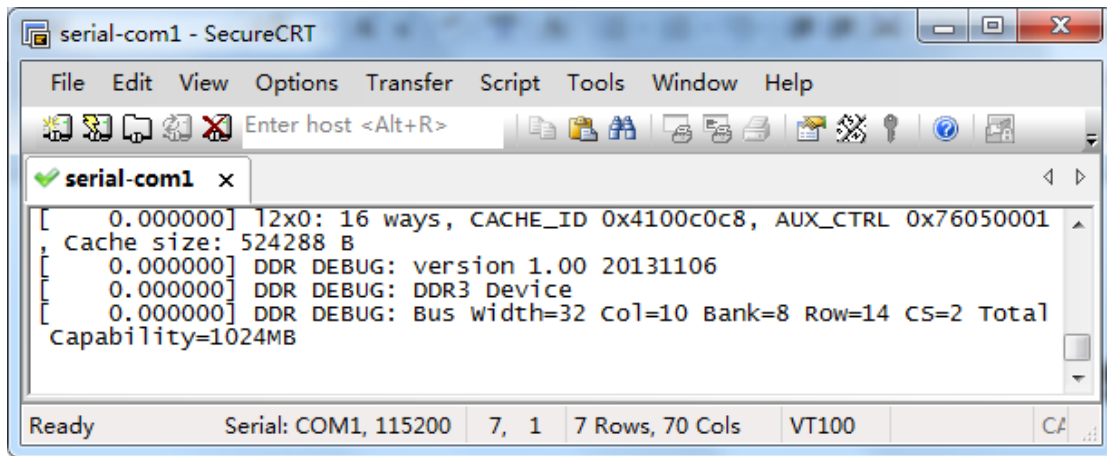 serial-com1 - SecureCRT
File Edit View Options Transfer Script Tools Window Help
Enter host <Alt+R>
serial-com1 x
[    0.000000] l2x0: 16 ways, CACHE_ID 0x4100c0c8, AUX_CTRL 0x76050001
, Cache size: 524288 B
[    0.000000] DDR DEBUG: version 1.00 20131106
[    0.000000] DDR DEBUG: DDR3 Device
[    0.000000] DDR DEBUG: Bus Width=32 Col=10 Bank=8 Row=14 CS=2 Total
 Capability=1024MB
Ready Serial: COM1, 115200 7, 1 7 Rows, 70 Cols VT100 CA